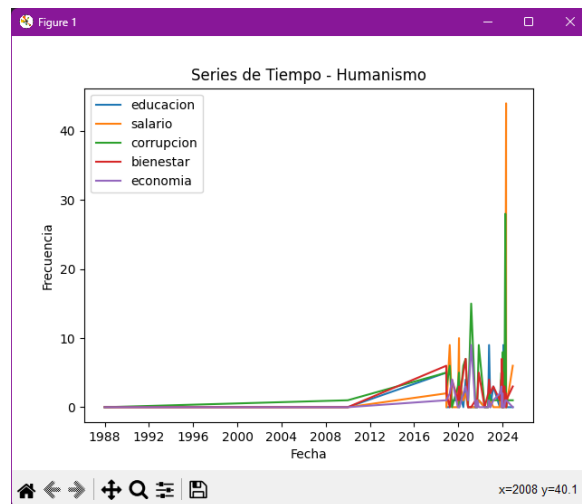 Figure 1
Series de Tiempo - Humanismo
educacion
salario
corrupcion
bienestar
economia
Frecuencia
40
30
20
10
0
1988 1992 1996 2000 2004 2008 2012 2016 2020 2024
Fecha
x=2008 y=40.1